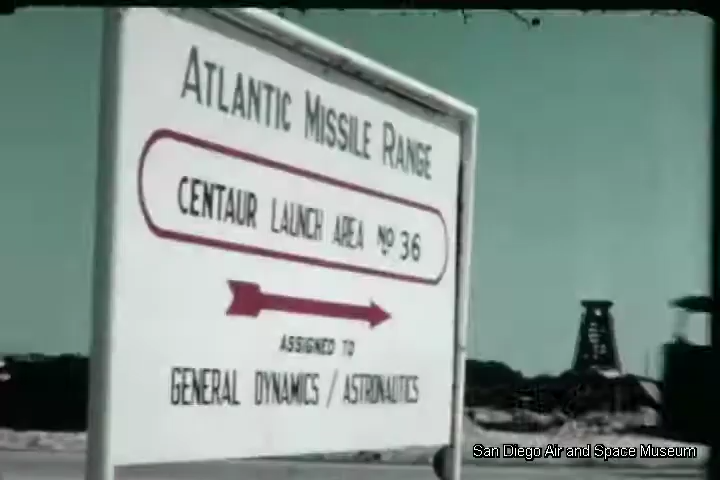 ATLANTIC MISSILE RANGE
CENTAUR LAUNCH AREA Nº 36
ASSIGNED TO
GENERAL DYNAMICS / ASTRONAUTICS
San Diego Air and Space Museum